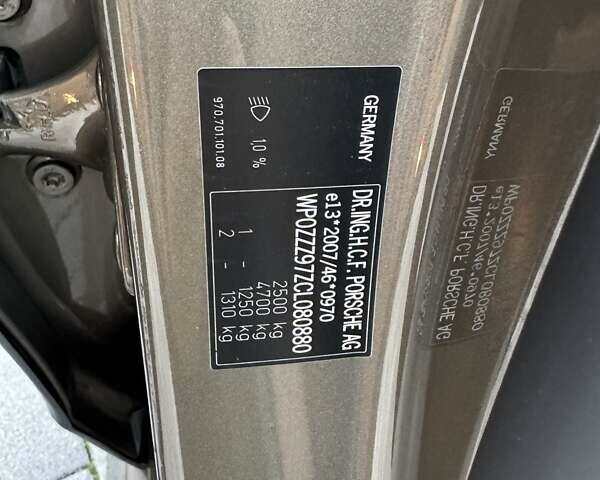 DR.ING.H.C.F. PORSCHE AG
e13*2007/46*0970
WP0ZZZ97ZCL080880
2500 kg
4700 kg
1 - 1250 kg
2 - 1310 kg
GERMANY
10 %
970.701.101.08